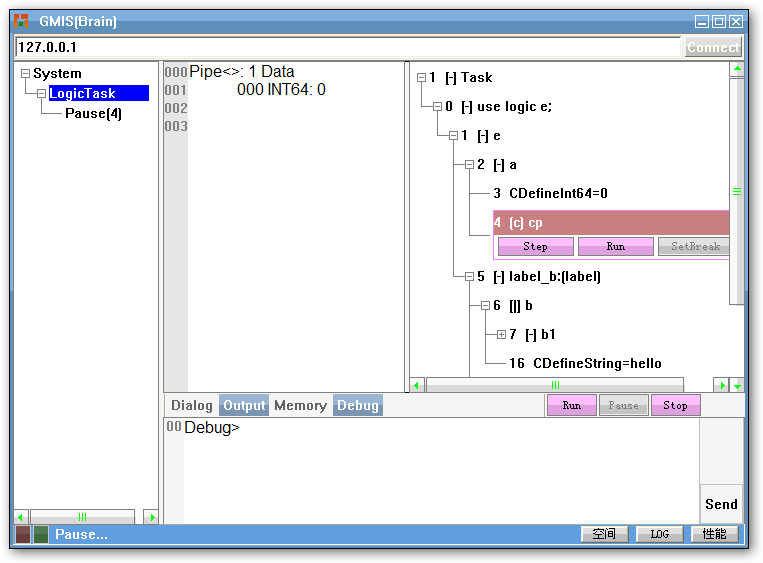 GMIS(Brain)
127.0.0.1
Connect
System
LogicTask
Pause(4)
000 Pipe<>: 1 Data
001 000 INT64: 0
002
003
1 [-] Task
0 [-] use logic e;
1 [-] e
2 [-] a
3 CDefineInt64=0
4 (c) cp
Step Run SetBreak
5 [-] label_b:(label)
6 [|] b
7 [-] b1
16 CDefineString=hello
Dialog Output Memory Debug Run Pause Stop
00 Debug>
Send
Pause...
空间 LOG 性能